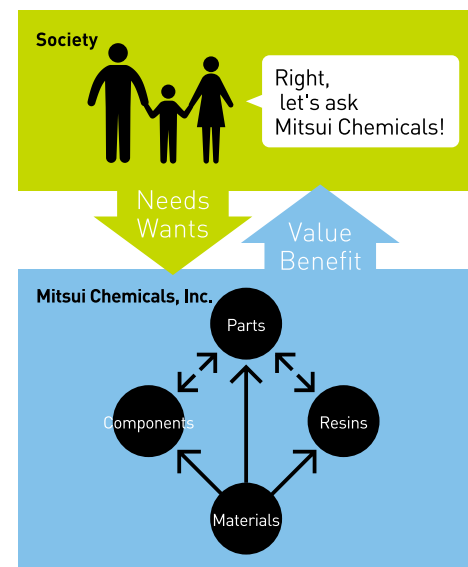 Society
Right,
let's ask
Mitsui Chemicals!
Needs
Wants
Value
Benefit
Mitsui Chemicals, Inc.
Parts
Components
Resins
Materials